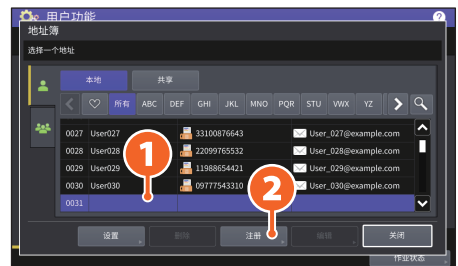 用户功能 ?
地址簿
选择一个地址
本地 共享
所有 ABC DEF GHI JKL MNO PQR STU VWX YZ
0027 User027 33100876643 User_027@example.com
0028 User028 22099765532 User_028@example.com
0029 User029 11988654421 User_029@example.com
0030 User030 09777543310 User_030@example.com
0031
1
2
设置 删除 注册 编辑 关闭
作业状态